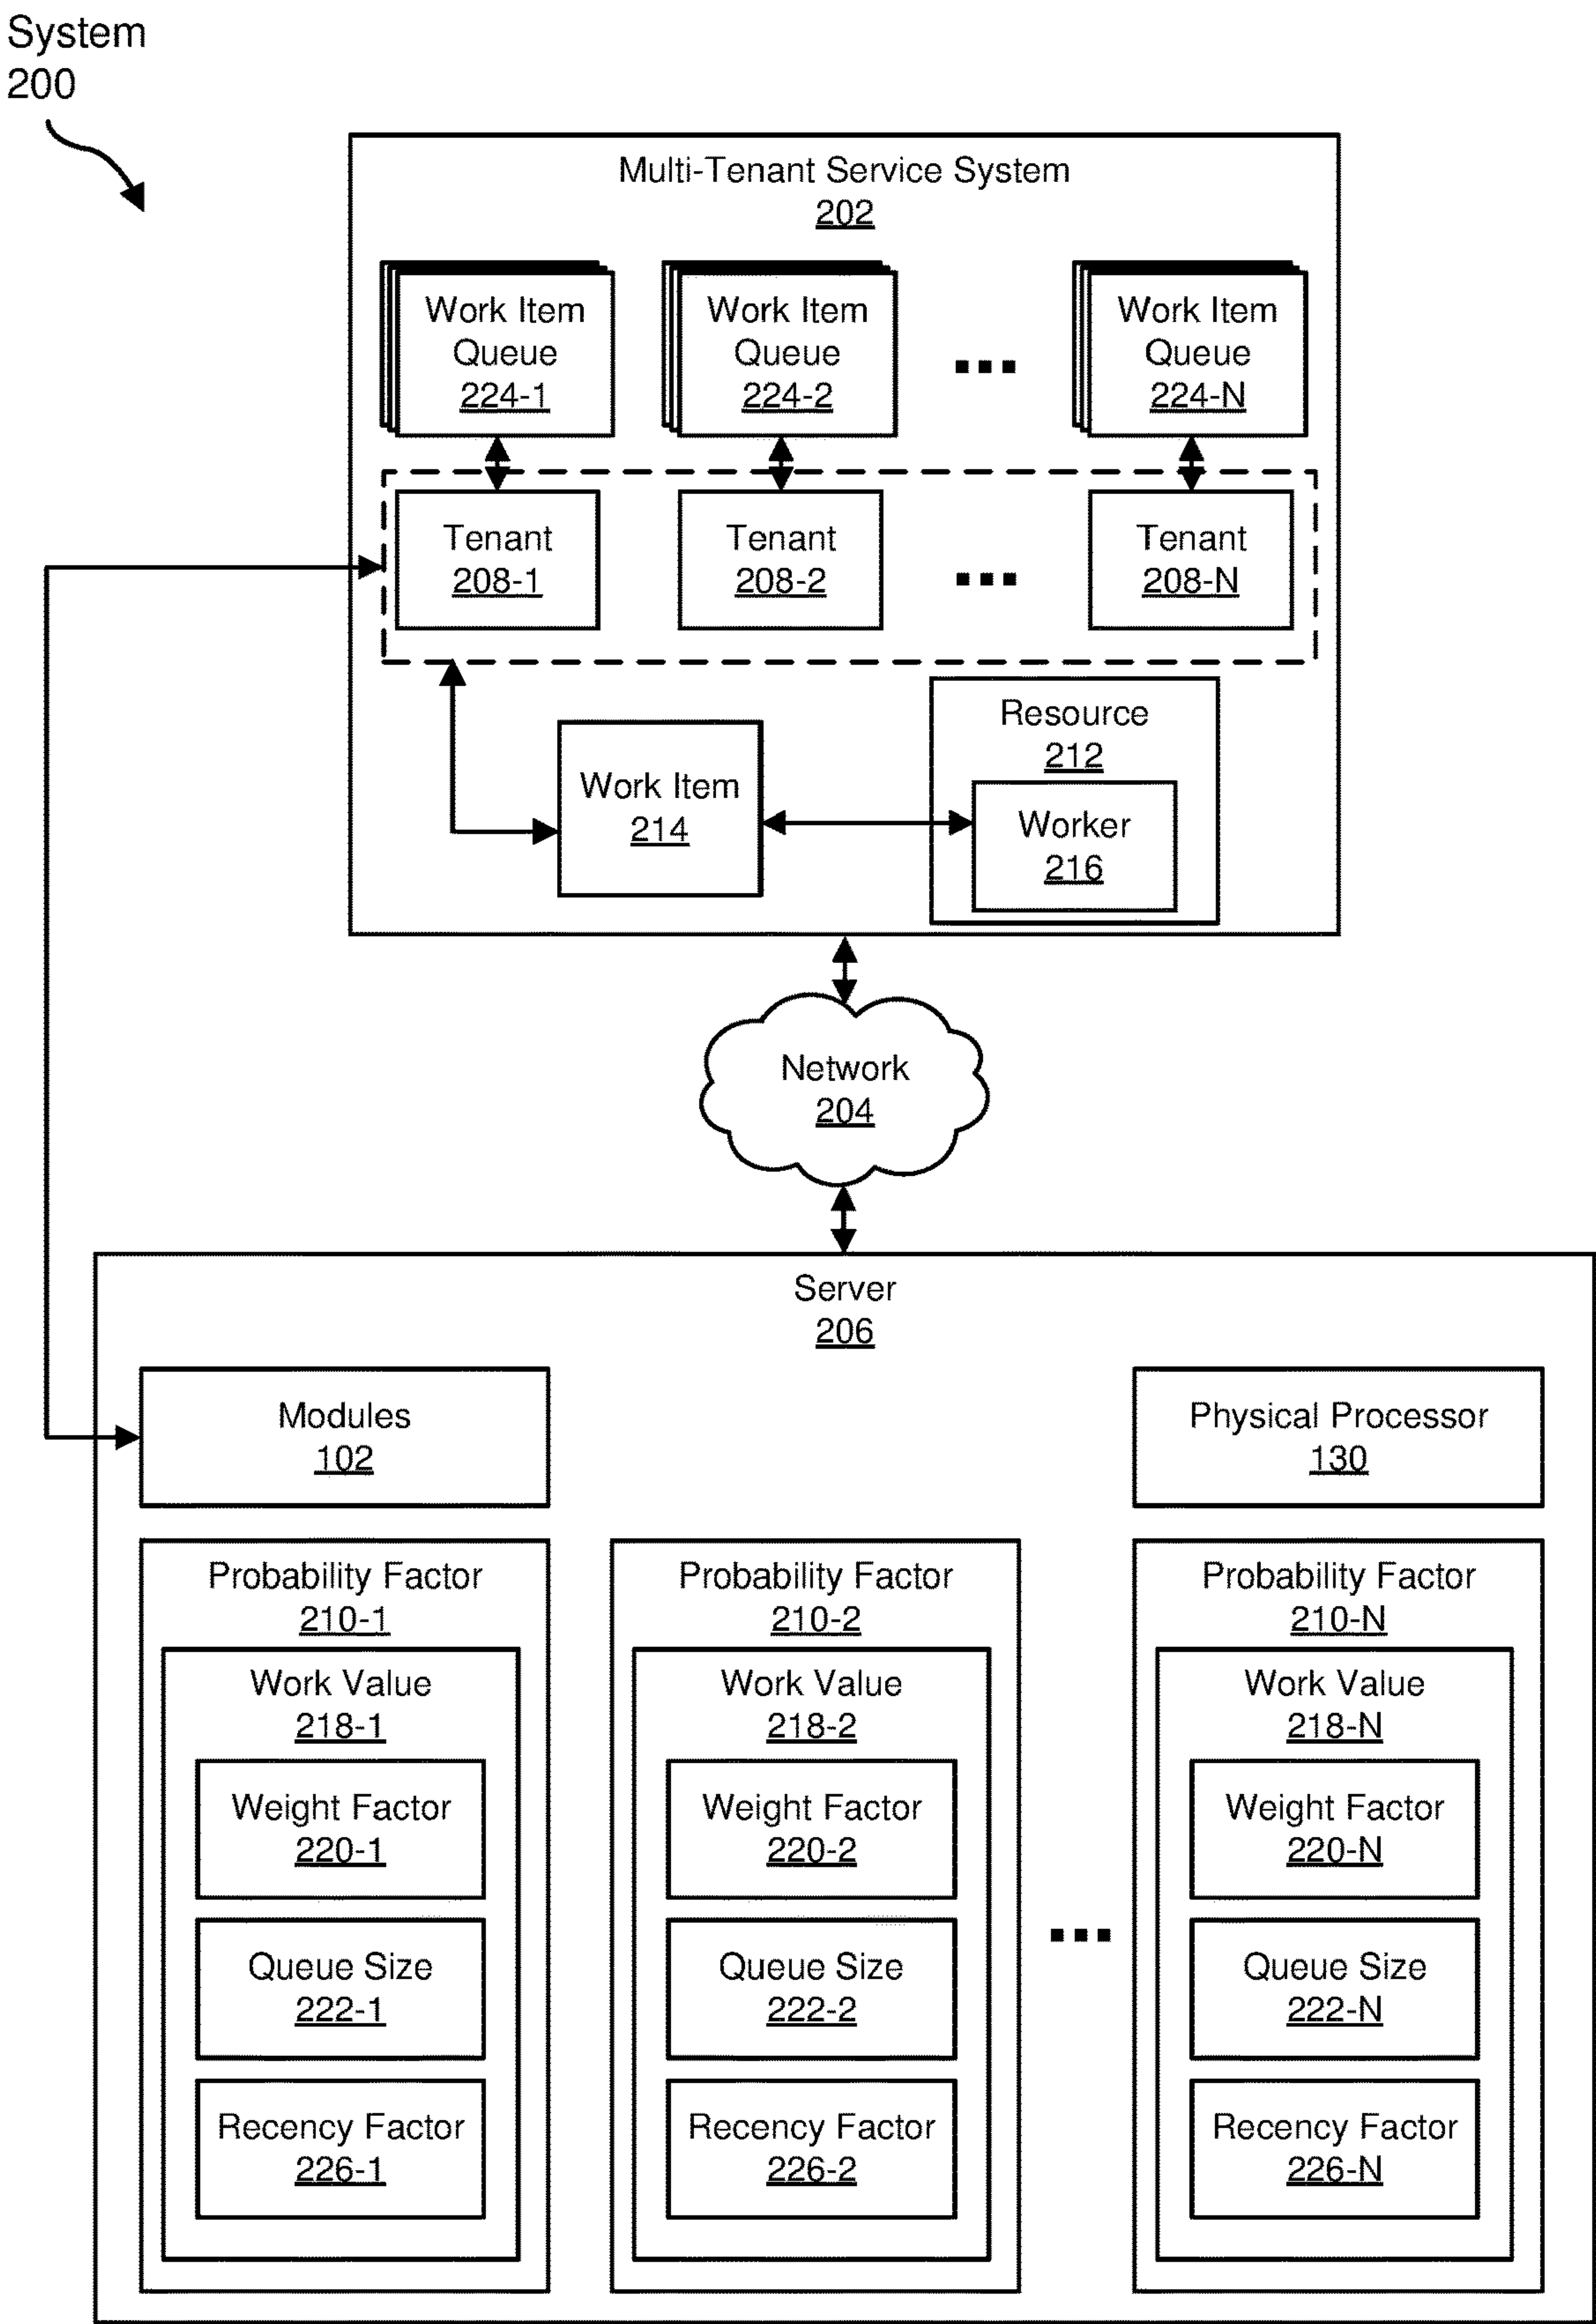 System
200
Multi-Tenant Service System
202
Work Item
Queue
224-1
Work Item
Queue
224-2
...
Work Item
Queue
224-N
Tenant
208-1
Tenant
208-2
...
Tenant
208-N
Work Item
214
Resource
212
Worker
216
Network
204
Server
206
Modules
102
Physical Processor
130
Probability Factor
210-1
Work Value
218-1
Weight Factor
220-1
Queue Size
222-1
Recency Factor
226-1
Probability Factor
210-2
Work Value
218-2
Weight Factor
220-2
Queue Size
222-2
Recency Factor
226-2
...
Probability Factor
210-N
Work Value
218-N
Weight Factor
220-N
Queue Size
222-N
Recency Factor
226-N